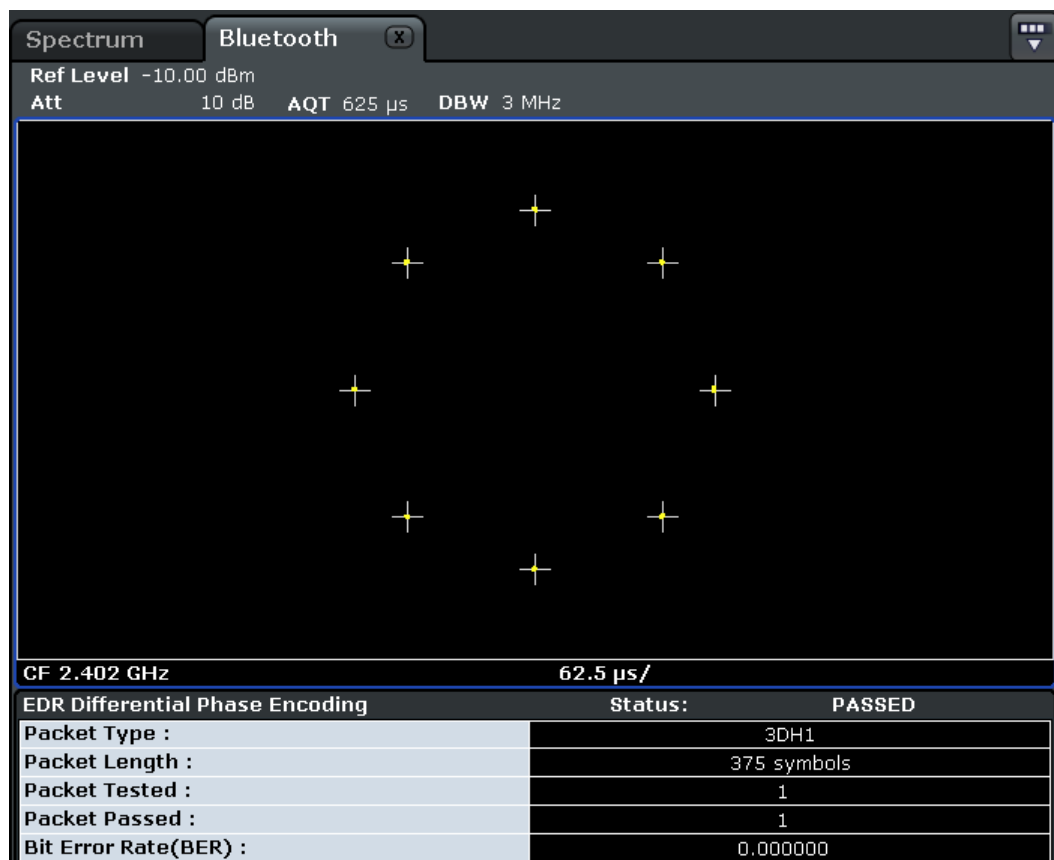 Spectrum Bluetooth X
Ref Level -10.00 dBm
Att 10 dB AQT 625 µs DBW 3 MHz
CF 2.402 GHz 62.5 µs/
EDR Differential Phase Encoding Status: PASSED
Packet Type : 3DH1
Packet Length : 375 symbols
Packet Tested : 1
Packet Passed : 1
Bit Error Rate(BER) : 0.000000